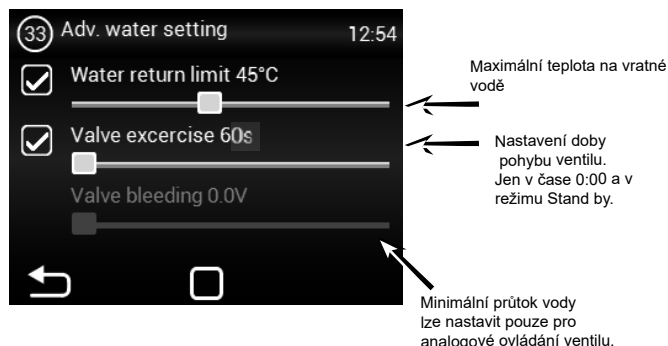 33 Adv. water setting 12:54
Water return limit 45°C
Valve excercise 60s
Valve bleeding 0.0V
Maximální teplota na vratné
vodě
Nastavení doby
pohybu ventilu.
Jen v čase 0:00 a v
režimu Stand by.
Minimální průtok vody
lze nastavit pouze pro
analogové ovládání ventilu.